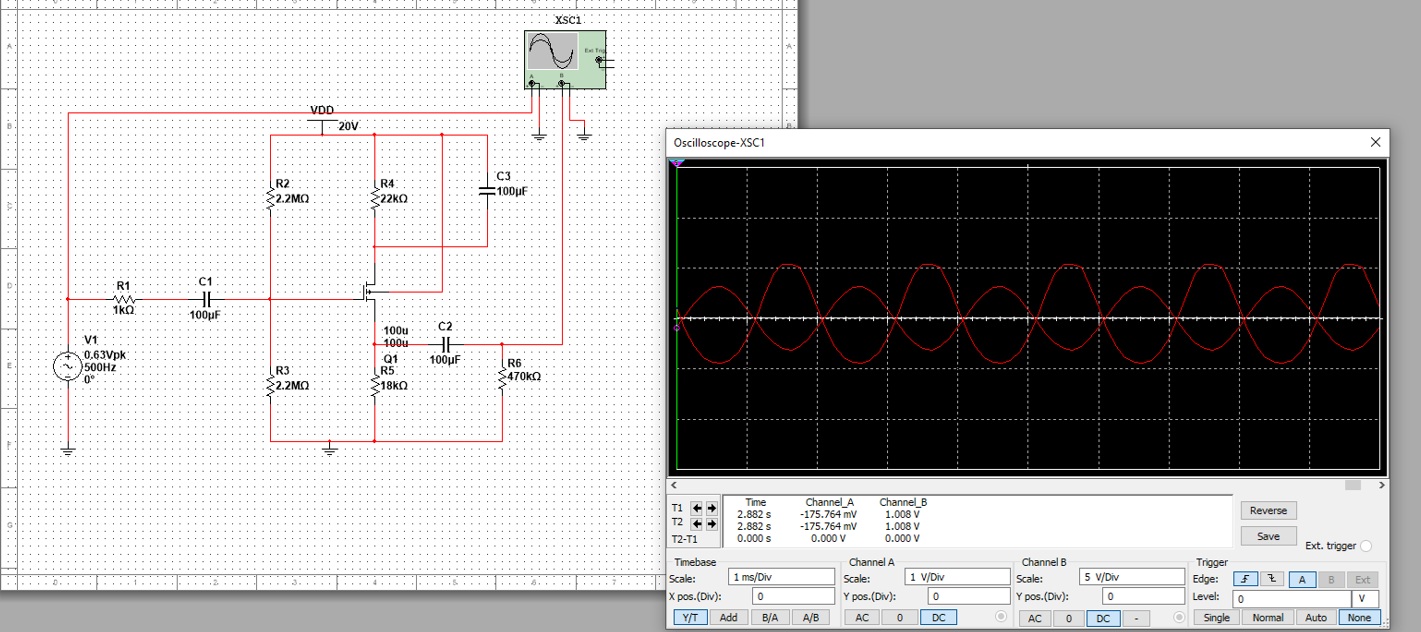 XSC1
Ext Trig
A
B
VDD
20V
R2
2.2MΩ
R4
22kΩ
C3
100µF
R1
1kΩ
C1
100µF
V1
0.63Vpk
500Hz
0°
100u
100u
Q1
C2
100µF
R3
2.2MΩ
R5
18kΩ
R6
470kΩ
Oscilloscope-XSC1
Time Channel_A Channel_B
T1 2.882 s -175.764 mV 1.008 V
T2 2.882 s -175.764 mV 1.008 V
T2-T1 0.000 s 0.000 V 0.000 V
Reverse
Save
Ext. trigger
Timebase
Scale: 1 ms/Div
X pos.(Div): 0
Y/T Add B/A A/B
Channel A
Scale: 1 V/Div
Y pos.(Div): 0
AC 0 DC
Channel B
Scale: 5 V/Div
Y pos.(Div): 0
AC 0 DC -
Trigger
Edge: A B Ext
Level: 0 V
Single Normal Auto None